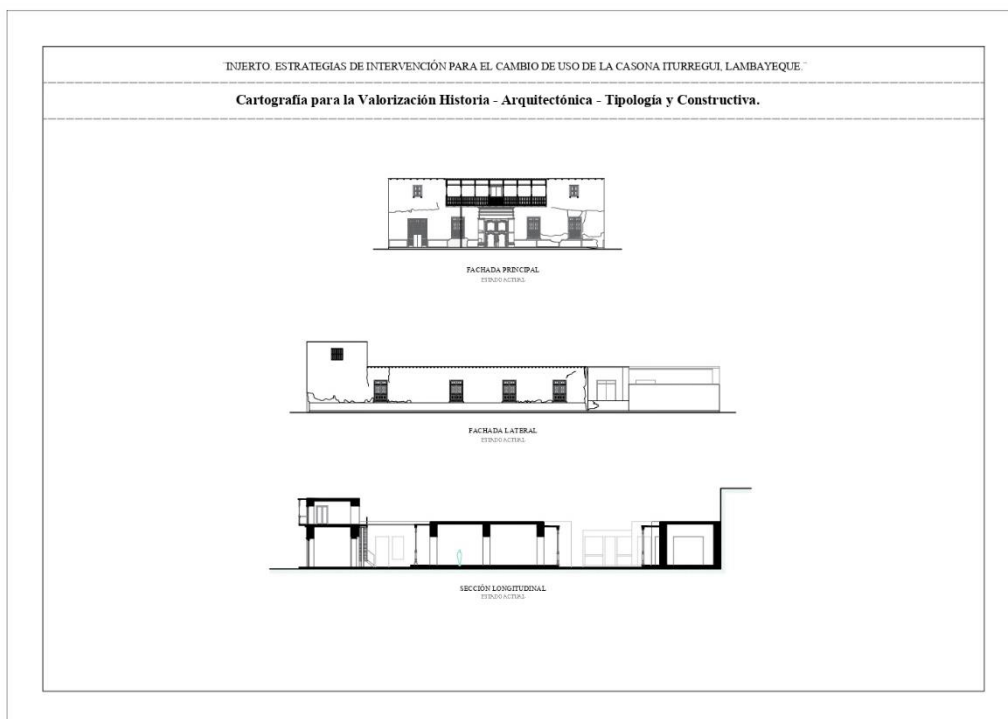 ¨INJERTO. ESTRATEGIAS DE INTERVENCIÓN PARA EL CAMBIO DE USO DE LA CASONA ITURREGUI, LAMBAYEQUE.¨
Cartografía para la Valorización Historia - Arquitectónica - Tipología y Constructiva.
FACHADA PRINCIPAL
ESTADO ACTUAL
FACHADA LATERAL
ESTADO ACTUAL
SECCIÓN LONGITUDINAL
ESTADO ACTUAL